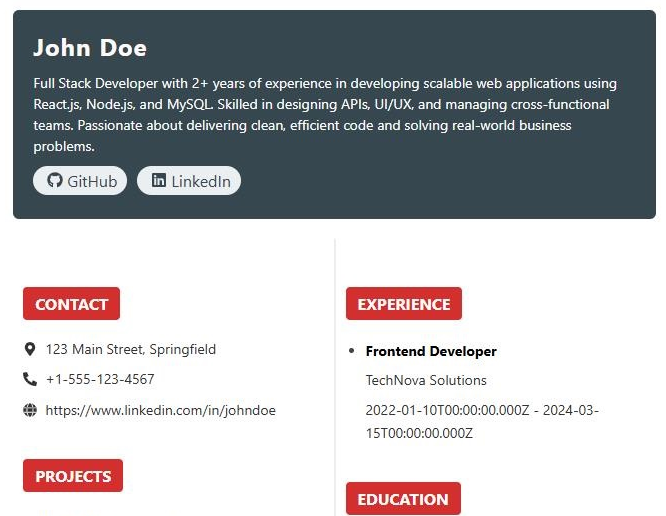 John Doe
Full Stack Developer with 2+ years of experience in developing scalable web applications using
React.js, Node.js, and MySQL. Skilled in designing APIs, UI/UX, and managing cross-functional
teams. Passionate about delivering clean, efficient code and solving real-world business
problems.
GitHub
LinkedIn
CONTACT
123 Main Street, Springfield
+1-555-123-4567
https://www.linkedin.com/in/johndoe
PROJECTS
EXPERIENCE
Frontend Developer
TechNova Solutions
2022-01-10T00:00:00.000Z - 2024-03-
15T00:00:00.000Z
EDUCATION